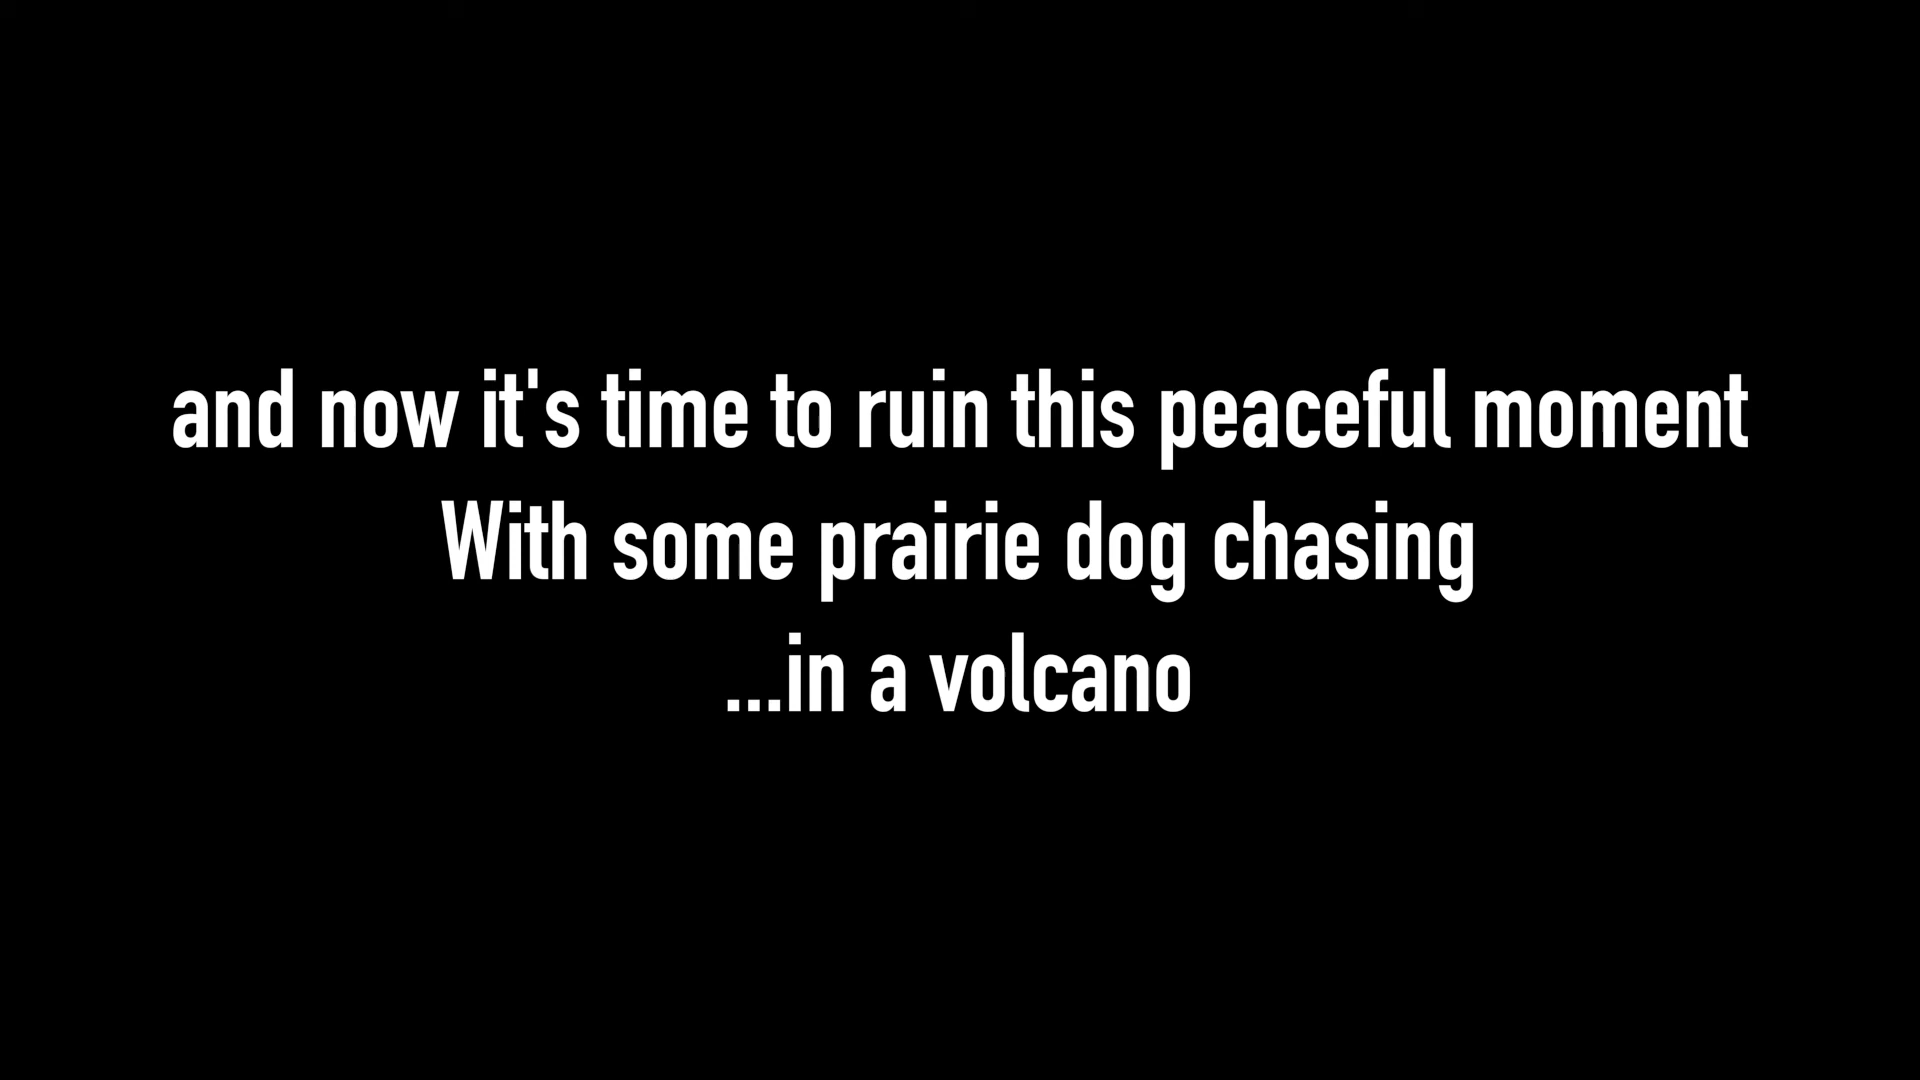 and now it's time to ruin this peaceful moment
With some prairie dog chasing
...in a volcano